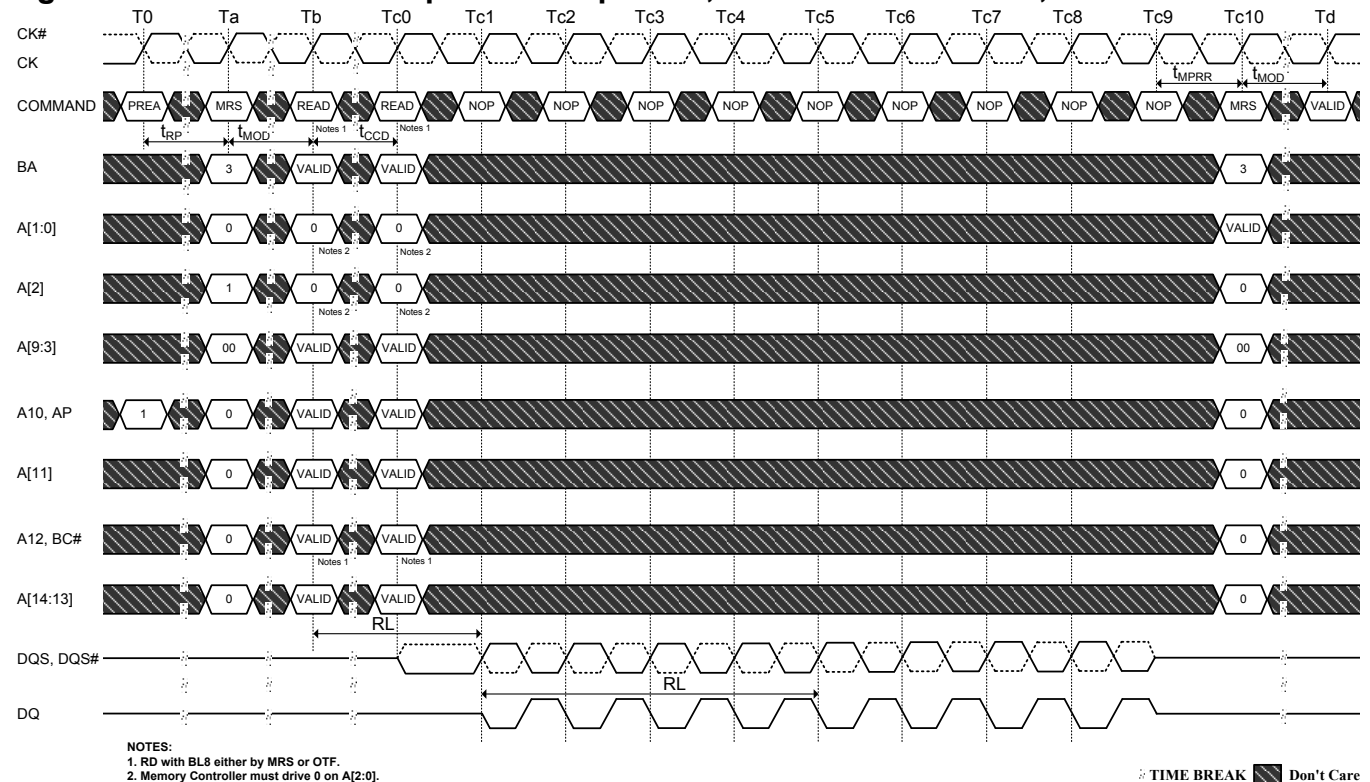 T0 Ta Tb Tc0 Tc1 Tc2 Tc3 Tc4 Tc5 Tc6 Tc7 Tc8 Tc9 Tc10 Td
CK#
CK
tMPRR tMOD
COMMAND PREA MRS READ READ NOP NOP NOP NOP NOP NOP NOP NOP NOP MRS VALID
tRP tMOD Notes 1 tCCD Notes 1
BA 3 VALID VALID 3
A[1:0] 0 0 0 VALID
Notes 2 Notes 2
A[2] 1 0 0 0
Notes 2 Notes 2
A[9:3] 00 VALID VALID 00
A10, AP 1 0 VALID VALID 0
A[11] 0 VALID VALID 0
A12, BC# 0 VALID VALID 0
Notes 1 Notes 1
A[14:13] 0 VALID VALID 0
RL
DQS, DQS#
RL
DQ
NOTES:
1. RD with BL8 either by MRS or OTF.
2. Memory Controller must drive 0 on A[2:0].
TIME BREAK Don't Care